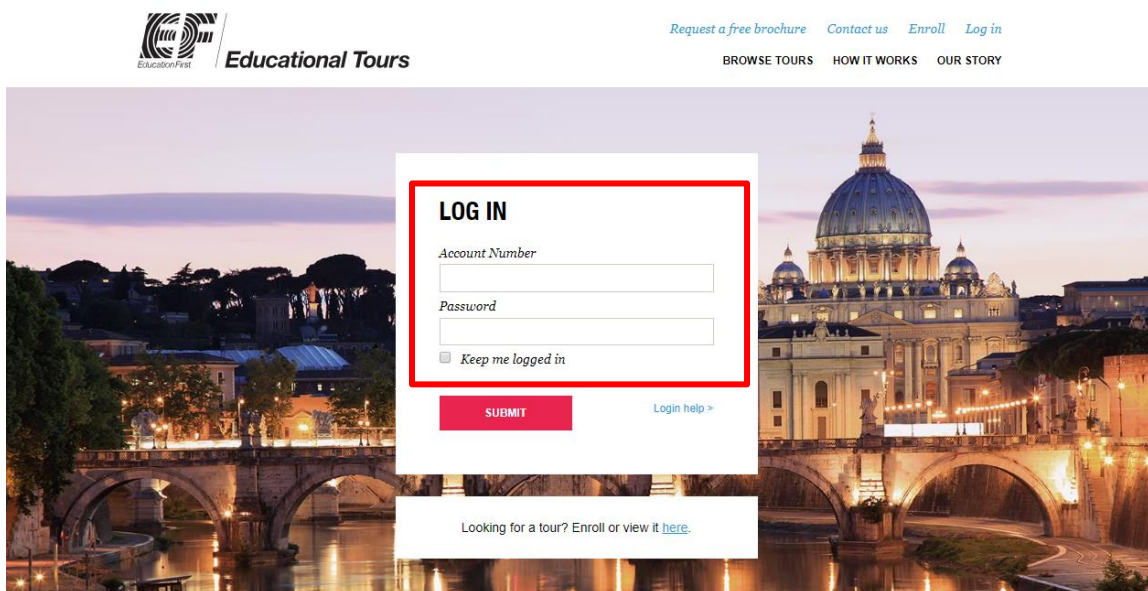 Request a free brochure Contact us Enroll Log in
EF
Education First
Educational Tours
BROWSE TOURS HOW IT WORKS OUR STORY
LOG IN
Account Number
Password
Keep me logged in
SUBMIT Login help >
Looking for a tour? Enroll or view it here.